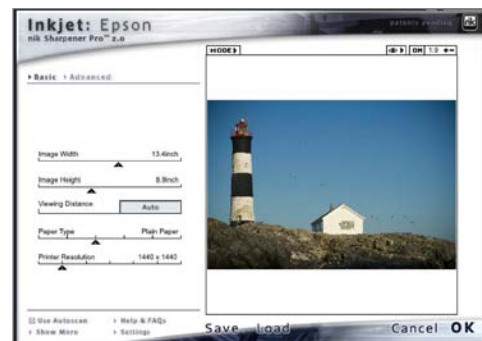 Inkjet: Epson
nik Sharpener Pro™ 2.0
patents pending
nik
MODE
ON 1.0
Basic Advanced
Image Width 13.4inch
Image Height 8.9inch
Viewing Distance Auto
Paper Type Plain Paper
Printer Resolution 1440 x 1440
Use Autoscan Help & FAQs
Show More Settings
Save Load Cancel OK